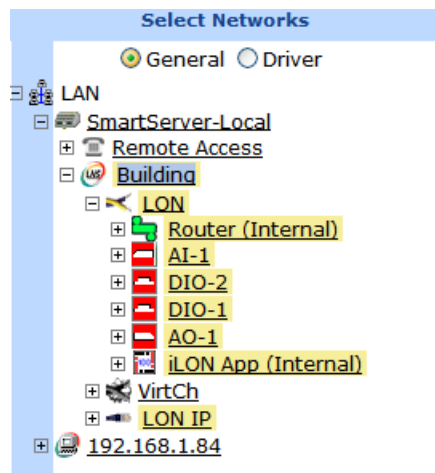 Select Networks
General Driver
LAN
SmartServer-Local
Remote Access
Building
LON
Router (Internal)
AI-1
DIO-2
DIO-1
AO-1
iLON App (Internal)
VirtCh
LON IP
192.168.1.84